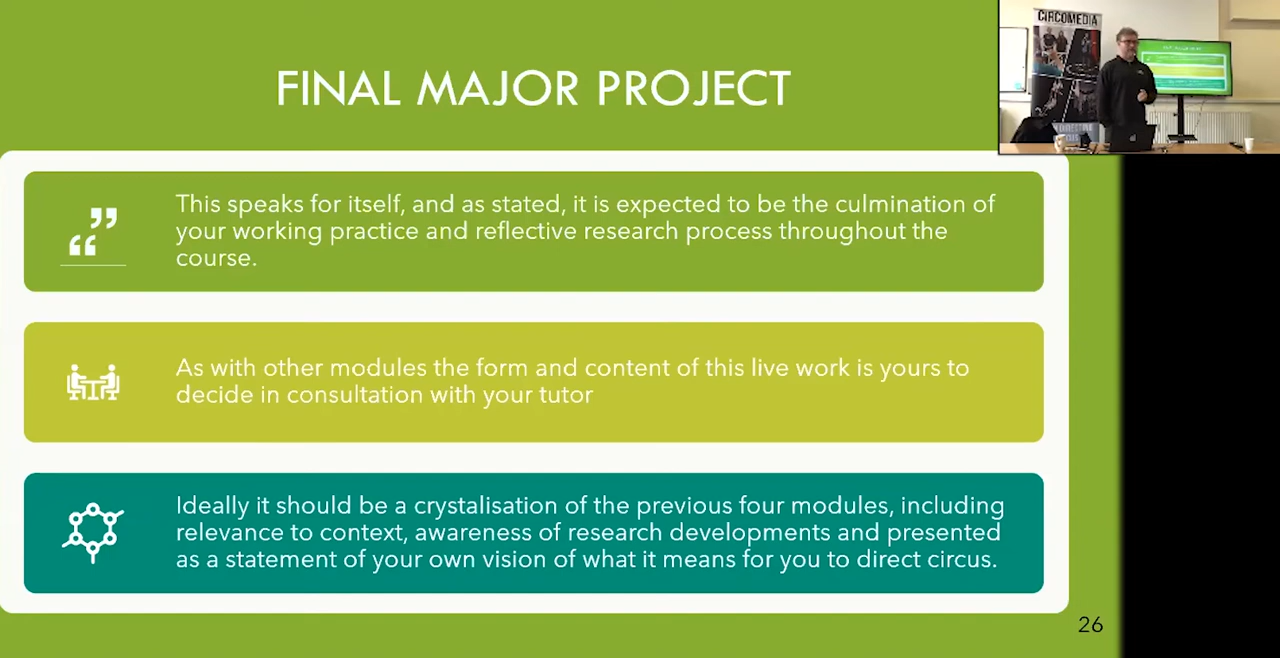 FINAL MAJOR PROJECT
CIRCOMEDIA
This speaks for itself, and as stated, it is expected to be the culmination of
your working practice and reflective research process throughout the
course.
As with other modules the form and content of this live work is yours to
decide in consultation with your tutor
Ideally it should be a crystalisation of the previous four modules, including
relevance to context, awareness of research developments and presented
as a statement of your own vision of what it means for you to direct circus.
26